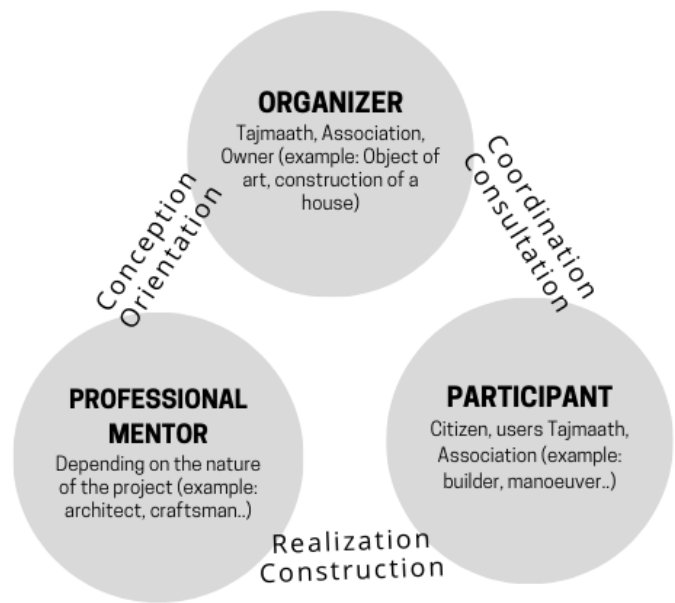 ORGANIZER
Tajmaath, Association,
Owner (example: Object of
art, construction of a
house)
Conception
Orientation
Coordination
Consultation
PROFESSIONAL
MENTOR
Depending on the nature
of the project (example:
architect, craftsman..)
PARTICIPANT
Citizen, users Tajmaath,
Association (example:
builder, manoeuver..)
Realization
Construction